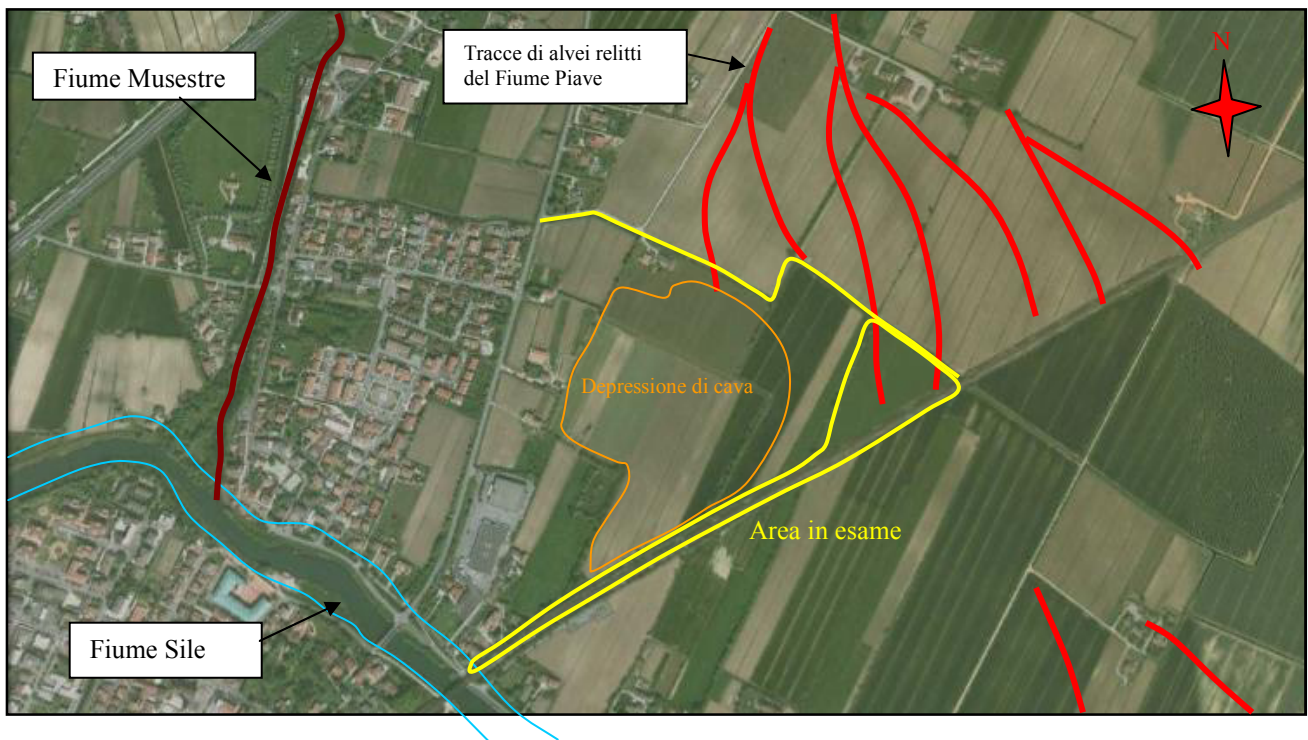 Fiume Musestre
Tracce di alvei relitti
del Fiume Piave
N
Depressione di cava
Area in esame
Fiume Sile